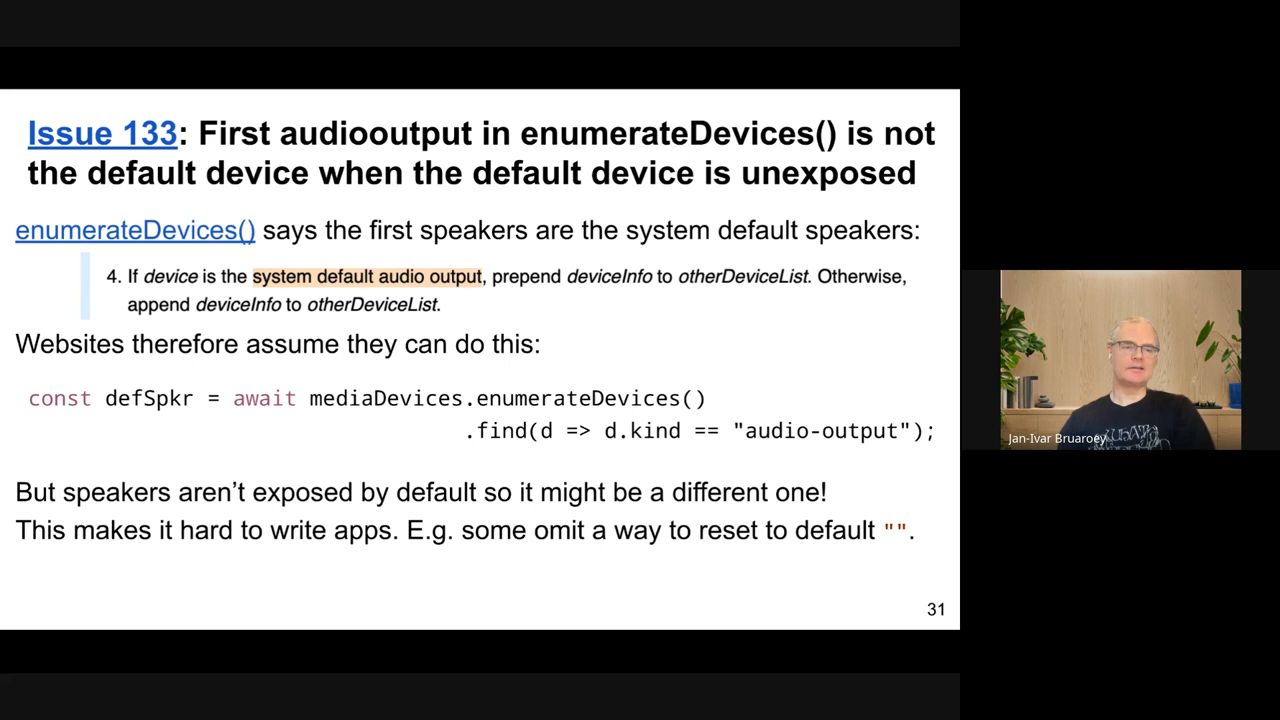 Issue 133: First audiooutput in enumerateDevices() is not
the default device when the default device is unexposed
enumerateDevices() says the first speakers are the system default speakers:
4. If device is the system default audio output, prepend deviceInfo to otherDeviceList. Otherwise,
append deviceInfo to otherDeviceList.
Websites therefore assume they can do this:
const defSpkr = await mediaDevices.enumerateDevices()
.find(d => d.kind == "audio-output");
But speakers aren't exposed by default so it might be a different one!
This makes it hard to write apps. E.g. some omit a way to reset to default "".
31
Jan-Ivar Bruaroey